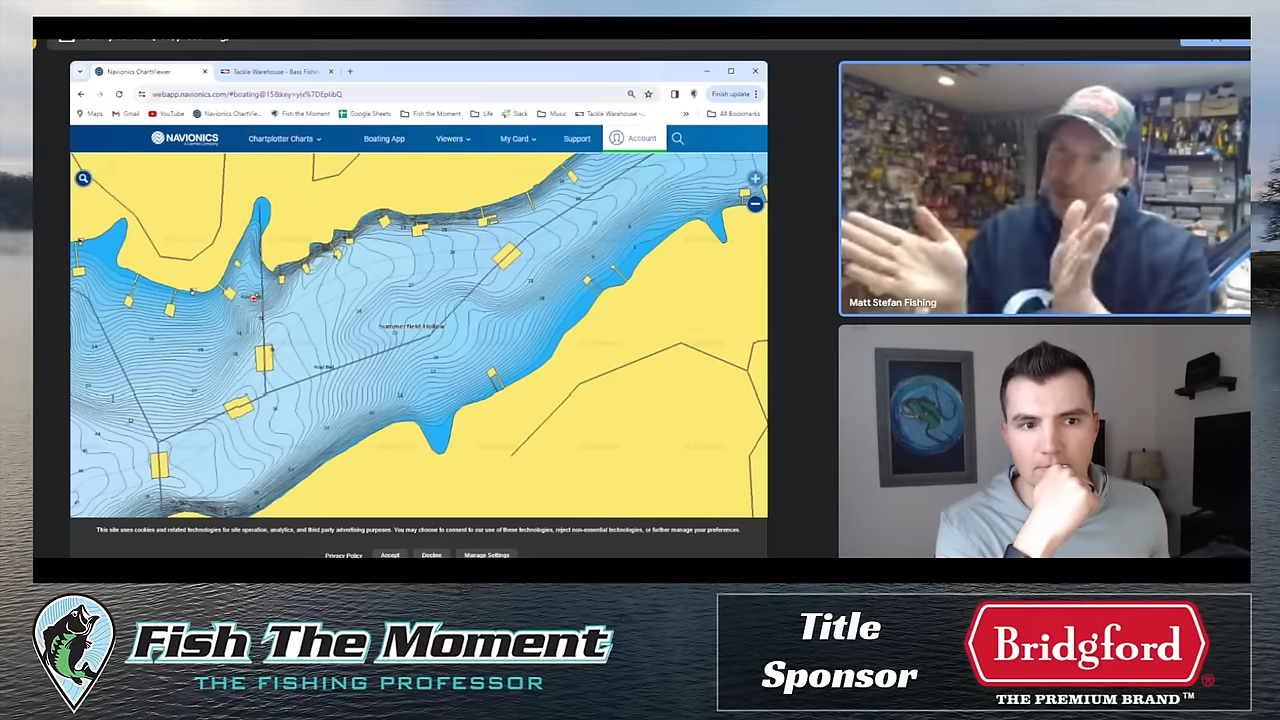 Navionics ChartViewer
Tackle Warehouse - Bass Fishin
webapp.navionics.com/#boating@15&key=yix%7DEplibQ
Finish update
Maps
Gmail
YouTube
Navionics ChartVie...
Fish the Moment
Google Sheets
Fish the Moment
Life
Slack
Music
Tackle Warehouse -...
»
All Bookmarks
NAVIONICS
Chartplotter Charts
Boating App
Viewers
My Card
Support
Account
Summerfield Hollow
Road Bed
This site uses cookies and related technologies for site operation, analytics, and third party advertising purposes. You may choose to consent to our use of these technologies, reject non-essential technologies, or further manage your preferences.
Privacy Policy
Accept
Decline
Manage Settings
Matt Stefan Fishing
Fish The Moment
THE FISHING PROFESSOR
Title
Sponsor
Bridgford
®
THE PREMIUM BRAND™